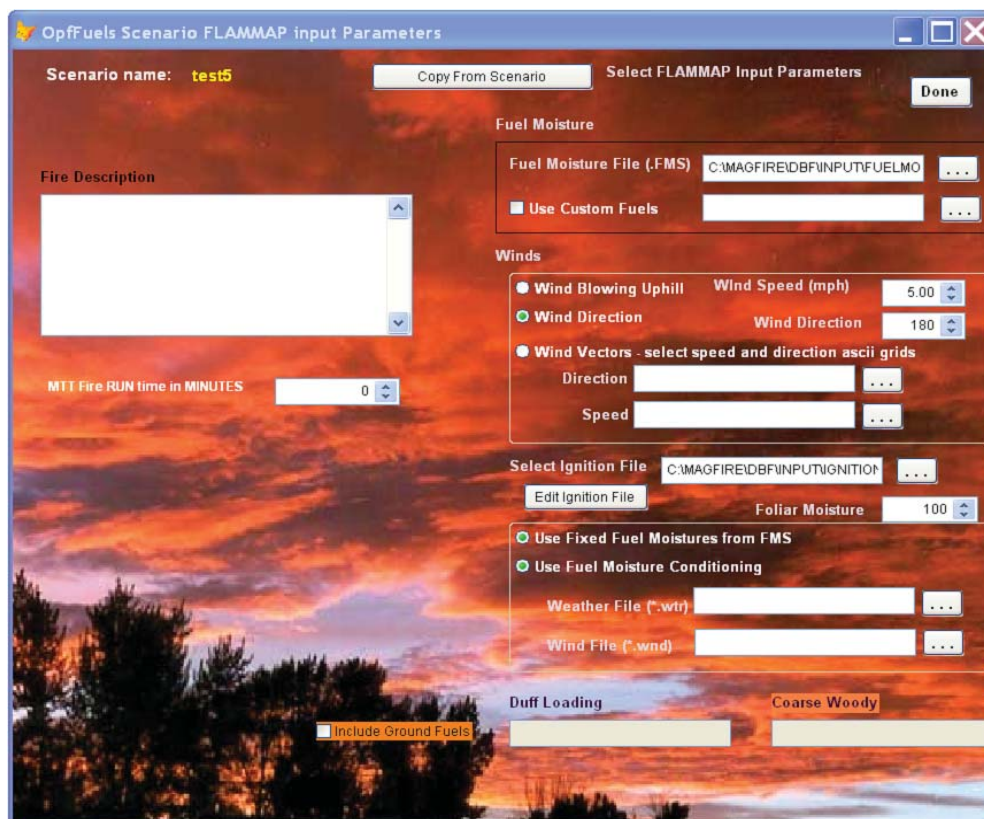 OpfFuels Scenario FLAMMAP input Parameters
Scenario name: test5
Copy From Scenario
Select FLAMMAP Input Parameters
Done
Fuel Moisture
Fuel Moisture File (.FMS) C:\MAGFIRE\DBF\INPUT\FUELMO ...
Use Custom Fuels ...
Fire Description
Winds
Wind Blowing Uphill WInd Speed (mph) 5.00
Wind Direction Wind Direction 180
Wind Vectors - select speed and direction ascii grids
Direction ...
Speed ...
MTT Fire RUN time in MINUTES 0
Select Ignition File C:\MAGFIRE\DBF\INPUT\IGNITION ...
Edit Ignition File
Foliar Moisture 100
Use Fixed Fuel Moistures from FMS
Use Fuel Moisture Conditioning
Weather File (*.wtr) ...
Wind File (*.wnd) ...
Duff Loading Coarse Woody
Include Ground Fuels